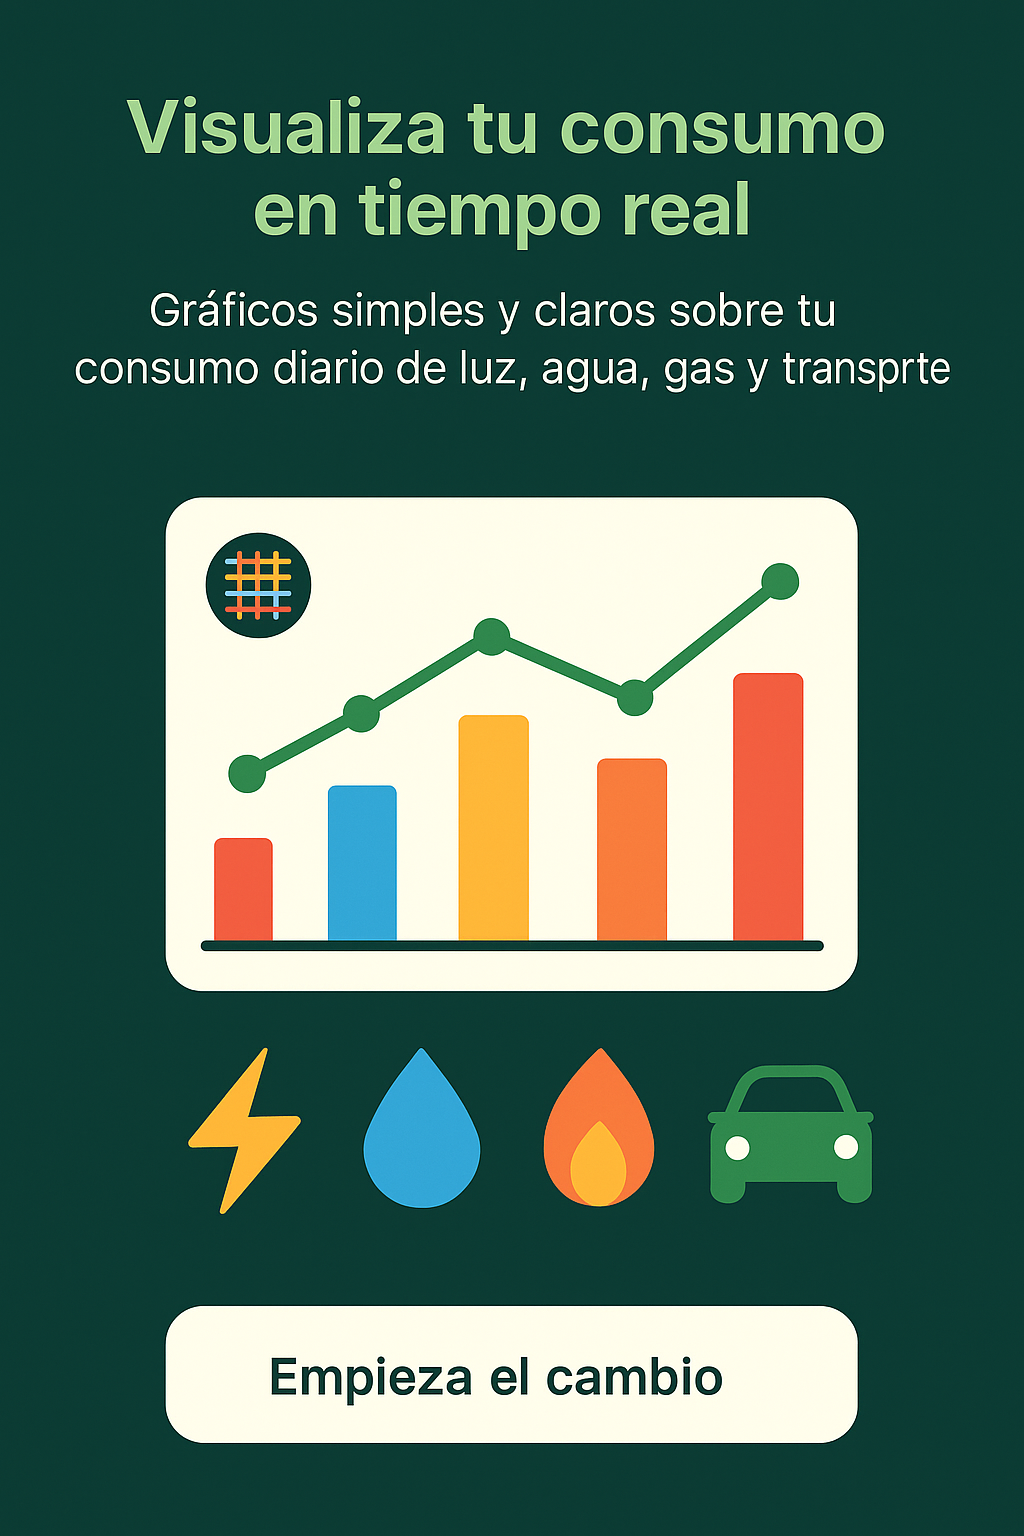 Visualiza tu consumo
en tiempo real
Gráficos simples y claros sobre tu
consumo diario de luz, agua, gas y transprte
Empieza el cambio